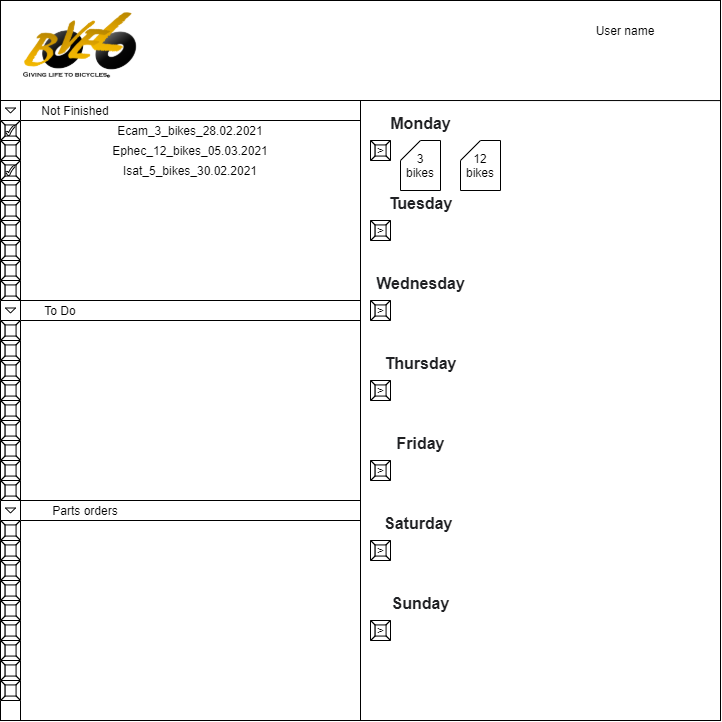 BYEL
GIVING LIFE TO BICYCLES.
User name
Not Finished
Ecam_3_bikes_28.02.2021
Ephec_12_bikes_05.03.2021
Isat_5_bikes_30.02.2021
To Do
Parts orders
Monday
>
3
bikes
12
bikes
Tuesday
>
Wednesday
>
Thursday
>
Friday
>
Saturday
>
Sunday
>